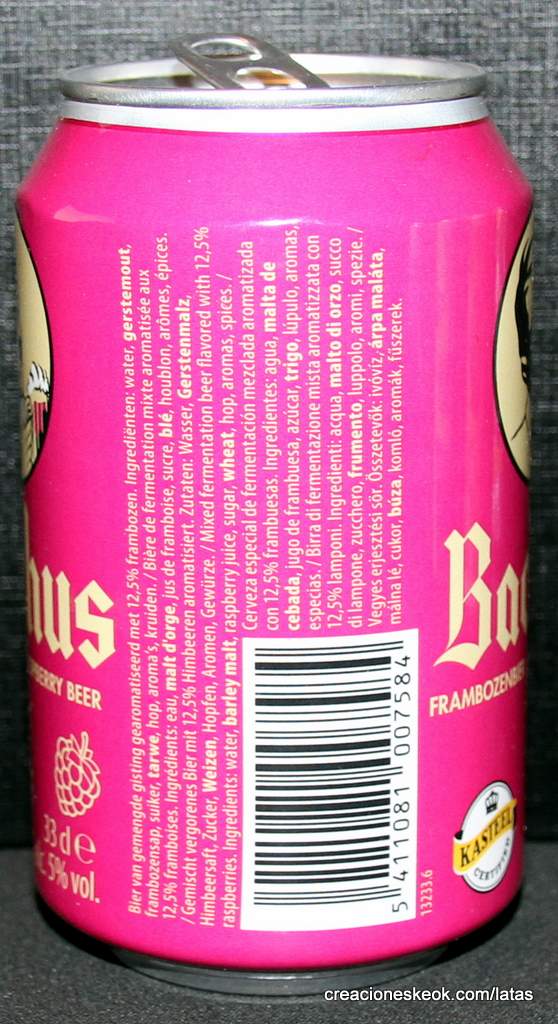 Bier van gemengde gisting gearomatiseerd met 12,5% frambozen. Ingrediënten: water, gerstemout,
frambozensap, suiker, tarwe, hop, aroma's, kruiden. / Bière de fermentation mixte aromatisée aux
12,5% framboises. Ingrédients: eau, malt d'orge, jus de framboise, sucre, blé, houblon, arômes, épices.
/ Gemischt vergorenes Bier mit 12,5% Himbeeren aromatisiert. Zutaten: Wasser, Gerstenmalz,
Himbeersaft, Zucker, Weizen, Hopfen, Aromen, Gewürze. / Mixed fermentation beer flavored with 12,5%
raspberries. Ingredients: water, barley malt, raspberry juice, sugar, wheat, hop, aromas, spices. /
Cerveza especial de fermentación mezclada aromatizada
con 12,5% frambuesas. Ingredientes: agua, malta de
cebada, jugo de frambuesa, azúcar, trigo, lúpulo, aromas,
especias. / Birra di fermentazione mista aromatizzata con
12,5% lamponi. Ingredienti: acqua, malto di orzo, succo
di lampone, zucchero, frumento, luppolo, aromi, spezie. /
Vegyes erjesztési sör. Összetevők: ivóvíz, árpa maláta,
málna lé, cukor, búza, komló, aromák, fűszerek.
5 411081 007584
13233.6
hus
PBERRY BEER
33 cl e
C. 5% vol.
Bac
FRAMBOZENBIE
KASTEEL
CERTIFIED
creacioneskeok.com/latas